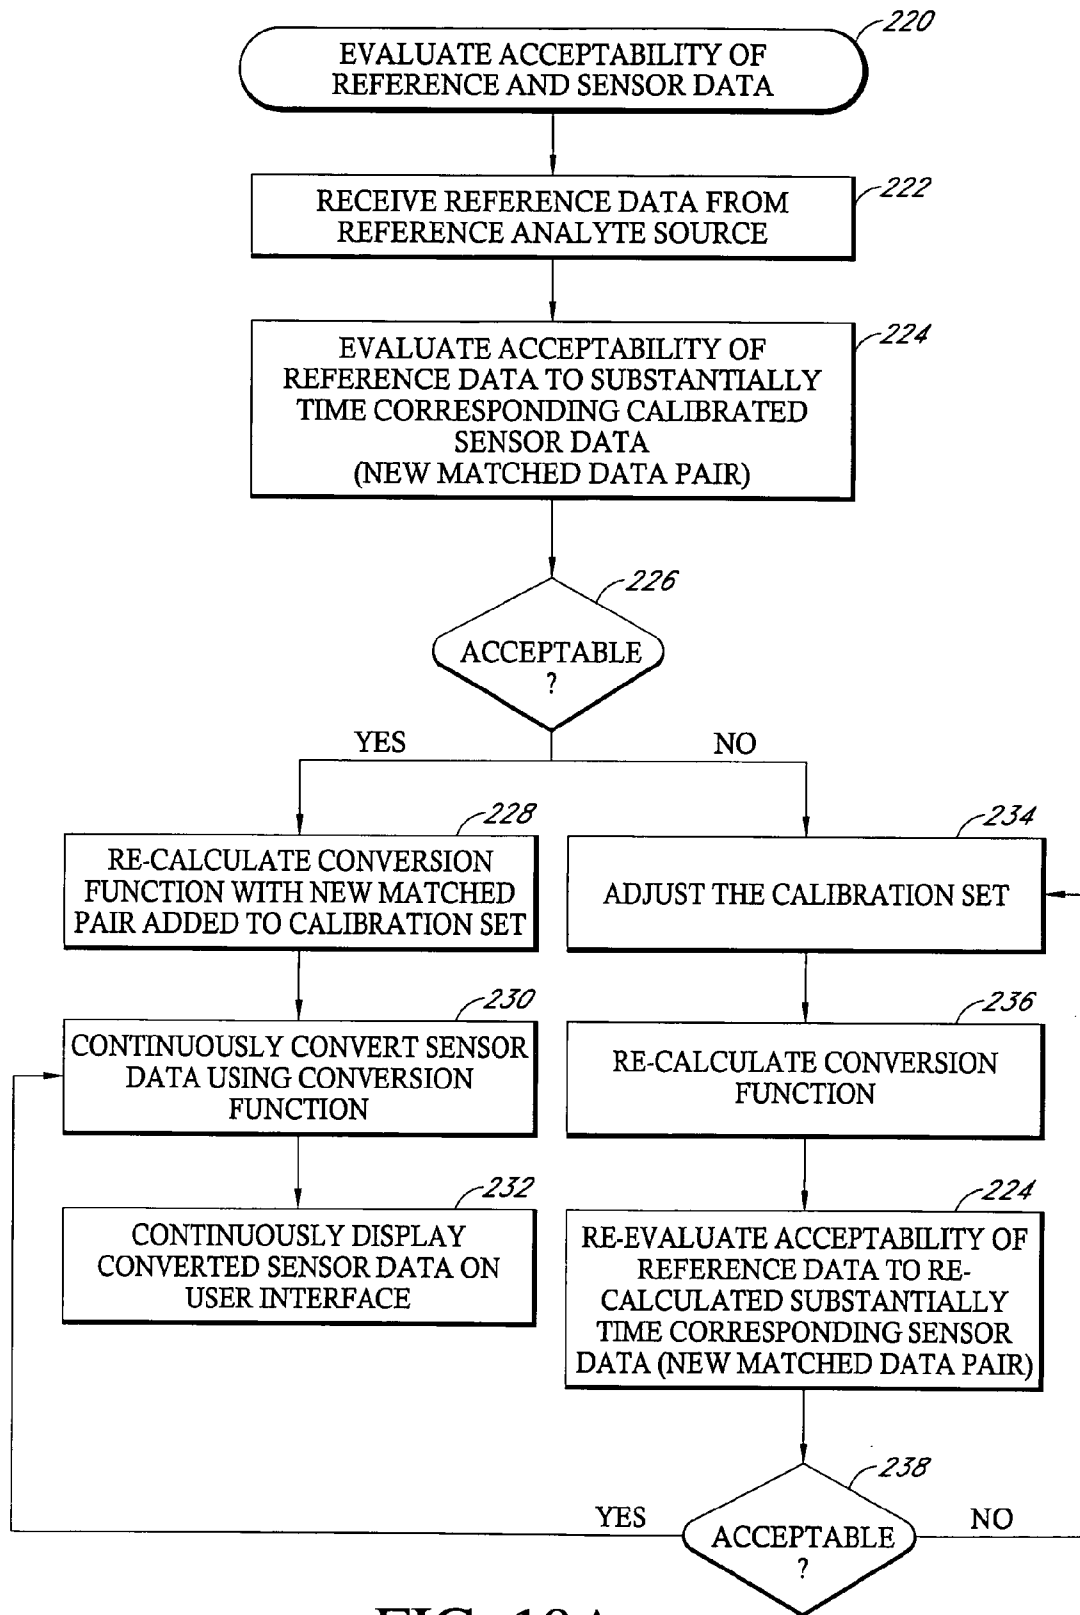 220
EVALUATE ACCEPTABILITY OF
REFERENCE AND SENSOR DATA
222
RECEIVE REFERENCE DATA FROM
REFERENCE ANALYTE SOURCE
224
EVALUATE ACCEPTABILITY OF
REFERENCE DATA TO SUBSTANTIALLY
TIME CORRESPONDING CALIBRATED
SENSOR DATA
(NEW MATCHED DATA PAIR)
226
ACCEPTABLE
?
YES
NO
228
RE-CALCULATE CONVERSION
FUNCTION WITH NEW MATCHED
PAIR ADDED TO CALIBRATION SET
234
ADJUST THE CALIBRATION SET
230
CONTINUOUSLY CONVERT SENSOR
DATA USING CONVERSION
FUNCTION
236
RE-CALCULATE CONVERSION
FUNCTION
232
CONTINUOUSLY DISPLAY
CONVERTED SENSOR DATA ON
USER INTERFACE
224
RE-EVALUATE ACCEPTABILITY OF
REFERENCE DATA TO RE-
CALCULATED SUBSTANTIALLY
TIME CORRESPONDING SENSOR
DATA (NEW MATCHED DATA PAIR)
238
YES
ACCEPTABLE
?
NO